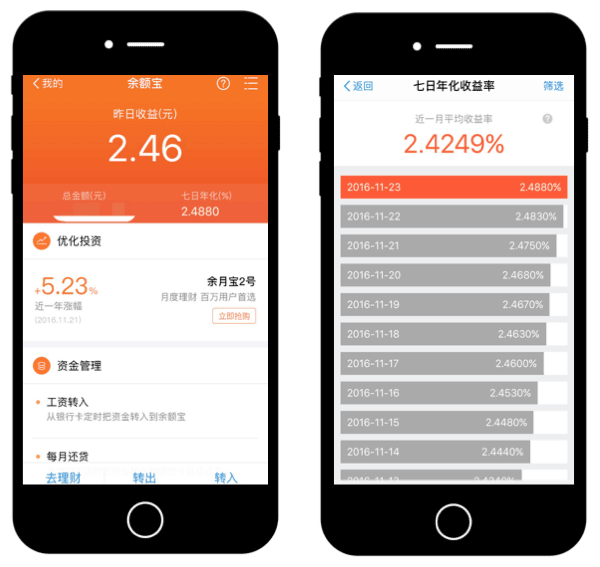 我的
余额宝
昨日收益(元)
2.46
总金额(元)
七日年化(%)
2.4880
优化投资
+5.23%
近一年涨幅
(2016.11.21)
余月宝2号
月度理财 百万用户首选
立即抢购
资金管理
工资转入
从银行卡定时把资金转入到余额宝
每月还贷
去理财 转出 转入
返回
七日年化收益率
筛选
近一月平均收益率
2.4249%
2016-11-23 2.4880%
2016-11-22 2.4830%
2016-11-21 2.4750%
2016-11-20 2.4680%
2016-11-19 2.4670%
2016-11-18 2.4630%
2016-11-17 2.4600%
2016-11-16 2.4530%
2016-11-15 2.4480%
2016-11-14 2.4440%